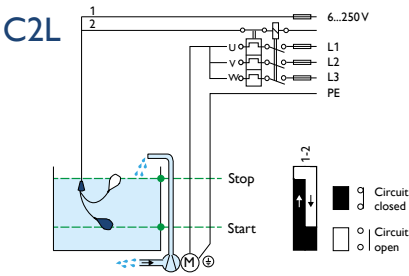 C2L
1
6...250 V
2
U
L1
V
L2
W
L3
PE
Stop
1-2
Circuit
closed
Start
Circuit
open
M